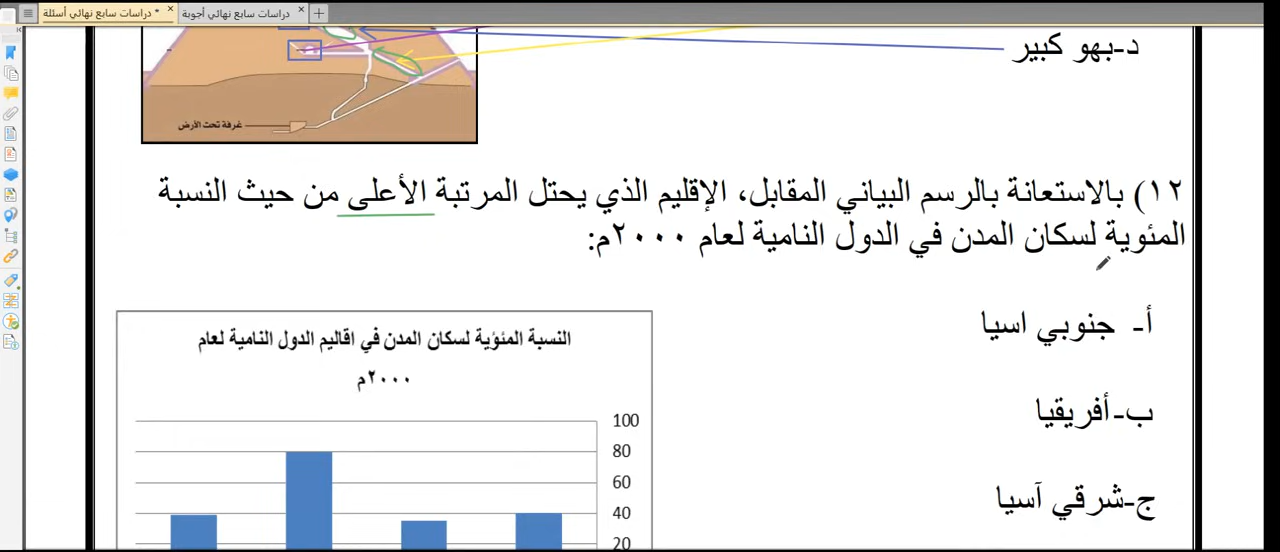 * دراسات سابع نهائي أسئلة
دراسات سابع نهائي أجوبة
د-بهو كبير
غرفة تحت الأرض
١٢) بالاستعانة بالرسم البياني المقابل، الإقليم الذي يحتل المرتبة الأعلى من حيث النسبة
المئوية لسكان المدن في الدول النامية لعام ٢٠٠٠م:
أ- جنوبي اسيا
ب-أفريقيا
ج-شرقي آسيا
النسبة المئوية لسكان المدن في اقاليم الدول النامية لعام
٢٠٠٠م
100
80
60
40
20